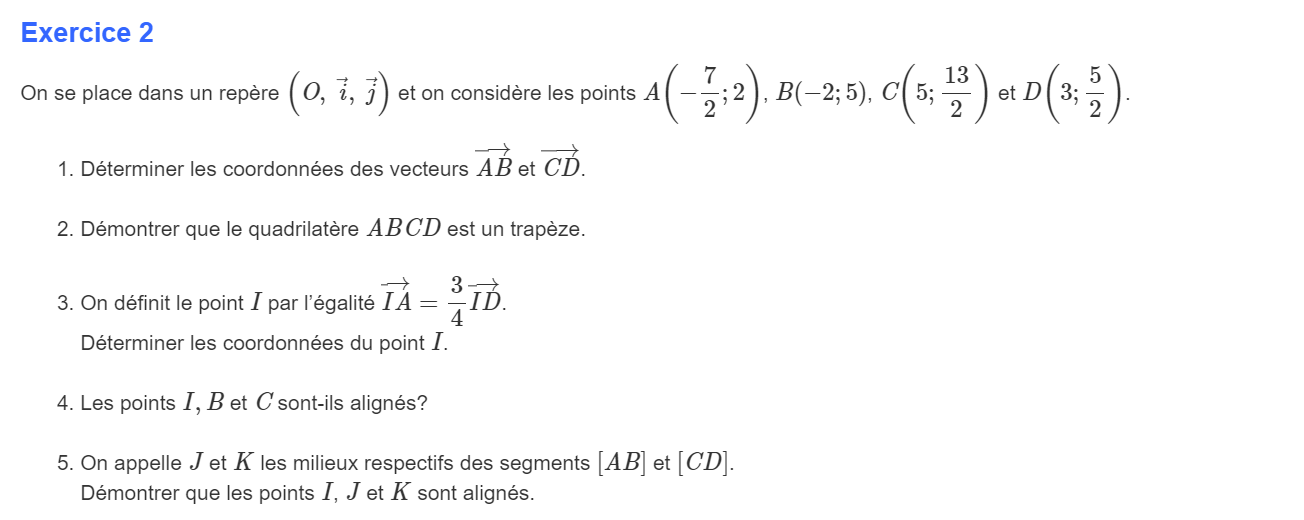 Exercice 2
On se place dans un repère $\left(O,\ \vec{i},\ \vec{j}\right)$ et on considère les points $A\left(-\dfrac{7}{2};2\right)$, $B(-2;5)$, $C\left(5;\dfrac{13}{2}\right)$ et $D\left(3;\dfrac{5}{2}\right)$.
1. Déterminer les coordonnées des vecteurs $\overrightarrow{AB}$ et $\overrightarrow{CD}$.
2. Démontrer que le quadrilatère $ABCD$ est un trapèze.
3. On définit le point $I$ par l’égalité $\overrightarrow{IA}=\dfrac{3}{4}\overrightarrow{ID}$.
Déterminer les coordonnées du point $I$.
4. Les points $I, B$ et $C$ sont-ils alignés?
5. On appelle $J$ et $K$ les milieux respectifs des segments $[AB]$ et $[CD]$.
Démontrer que les points $I$, $J$ et $K$ sont alignés.